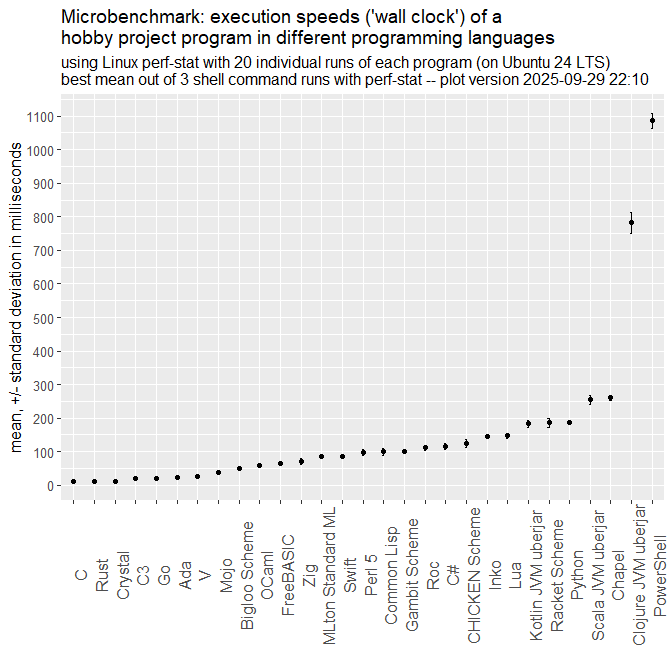 Microbenchmark: execution speeds ('wall clock') of a
hobby project program in different programming languages
using Linux perf-stat with 20 individual runs of each program (on Ubuntu 24 LTS)
best mean out of 3 shell command runs with perf-stat -- plot version 2025-09-29 22:10
mean, +/- standard deviation in milliseconds
1100
1000
900
800
700
600
500
400
300
200
100
0
C
Rust
Crystal
C3
Go
Ada
V
Mojo
Bigloo Scheme
OCaml
FreeBASIC
Zig
MLton Standard ML
Swift
Perl 5
Common Lisp
Gambit Scheme
Roc
C#
CHICKEN Scheme
Inko
Lua
Kotlin JVM uberjar
Racket Scheme
Python
Scala JVM uberjar
Chapel
Clojure JVM uberjar
PowerShell